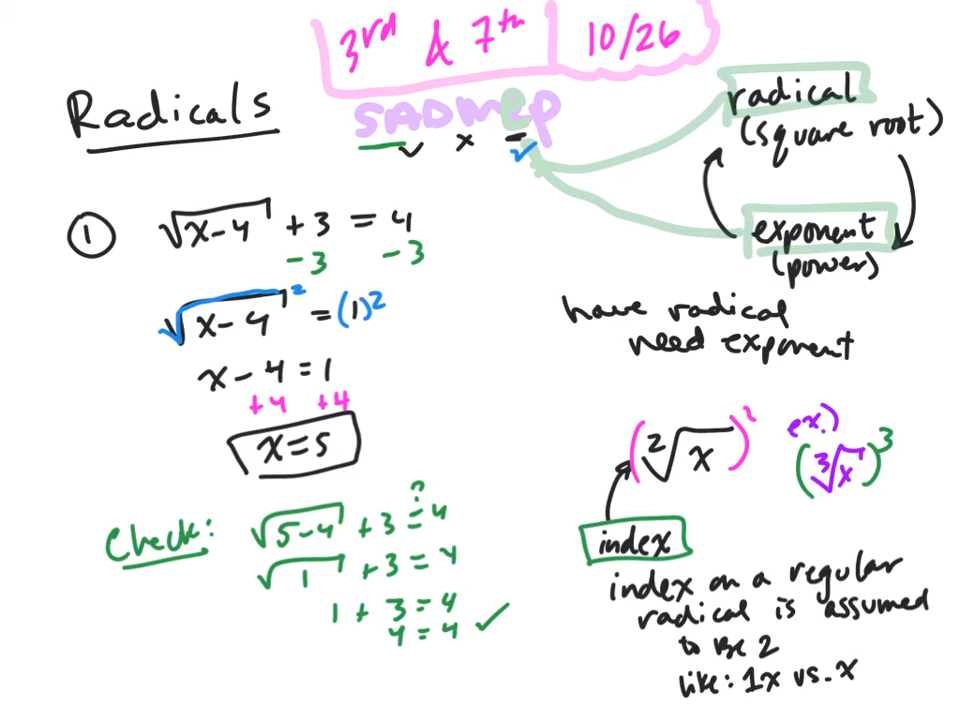 3rd & 7th 10/26
Radicals
SADMEP
✓ x ✓
radical
(square root)
exponent
(power)
① √(x-4) + 3 = 4
-3 -3
√(x-4)² = (1)²
x - 4 = 1
+4 +4
x = 5
Check: √(5-4) + 3 ≟ 4
√1 + 3 = 4
1 + 3 = 4
4 = 4 ✓
have radical
need exponent
(²√x)² ex.) (³√x)³
index
index on a regular
radical is assumed
to be 2
like: 1x vs. x